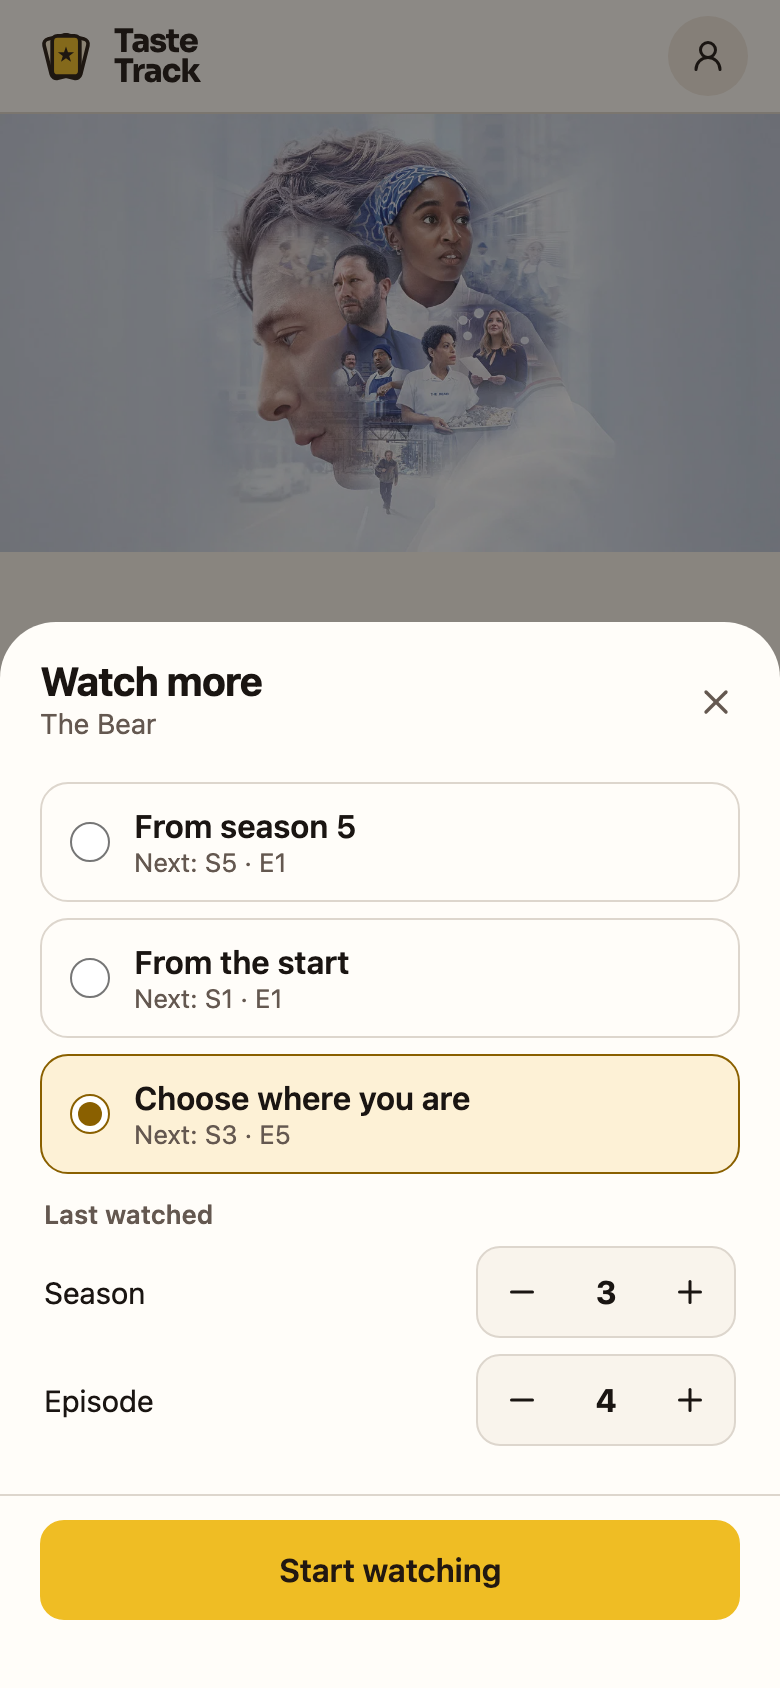 Taste
Track
Watch more
The Bear
From season 5
Next: S5 · E1
From the start
Next: S1 · E1
Choose where you are
Next: S3 · E5
Last watched
Season
− 3 +
Episode
− 4 +
Start watching